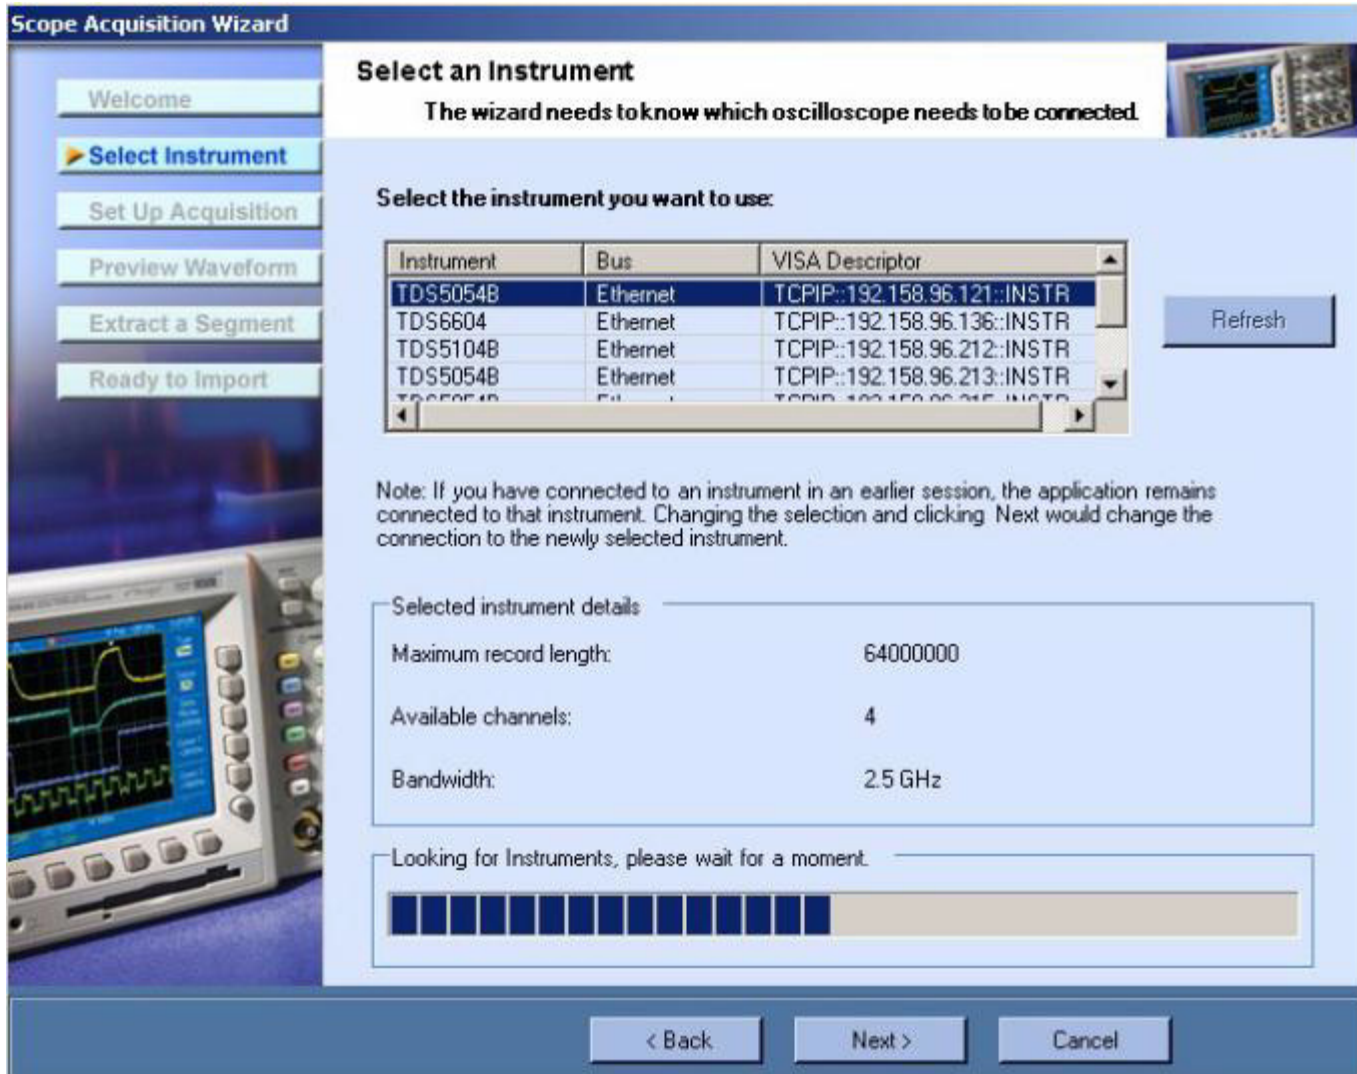 Scope Acquisition Wizard
Welcome
Select Instrument
Set Up Acquisition
Preview Waveform
Extract a Segment
Ready to Import
Select an Instrument
The wizard needs to know which oscilloscope needs to be connected.
Select the instrument you want to use:
Instrument Bus VISA Descriptor
TDS5054B Ethernet TCPIP::192.158.96.121::INSTR
TDS6604 Ethernet TCPIP::192.158.96.136::INSTR
TDS5104B Ethernet TCPIP::192.158.96.212::INSTR
TDS5054B Ethernet TCPIP::192.158.96.213::INSTR
Refresh
Note: If you have connected to an instrument in an earlier session, the application remains
connected to that instrument. Changing the selection and clicking Next would change the
connection to the newly selected instrument.
Selected instrument details
Maximum record length: 64000000
Available channels: 4
Bandwidth: 2.5 GHz
Looking for Instruments, please wait for a moment.
< Back
Next >
Cancel